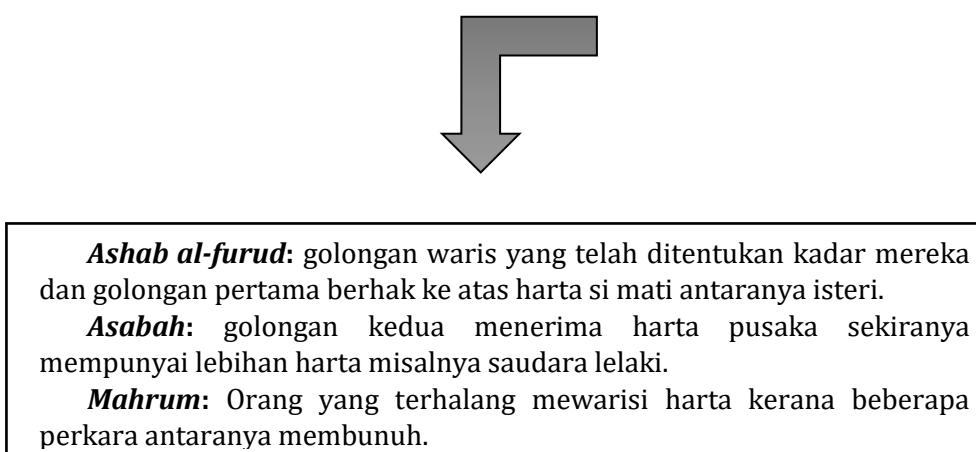 Ashab al-furud: golongan waris yang telah ditentukan kadar mereka
dan golongan pertama berhak ke atas harta si mati antaranya isteri.
Asabah: golongan kedua menerima harta pusaka sekiranya
mempunyai lebihan harta misalnya saudara lelaki.
Mahrum: Orang yang terhalang mewarisi harta kerana beberapa
perkara antaranya membunuh.